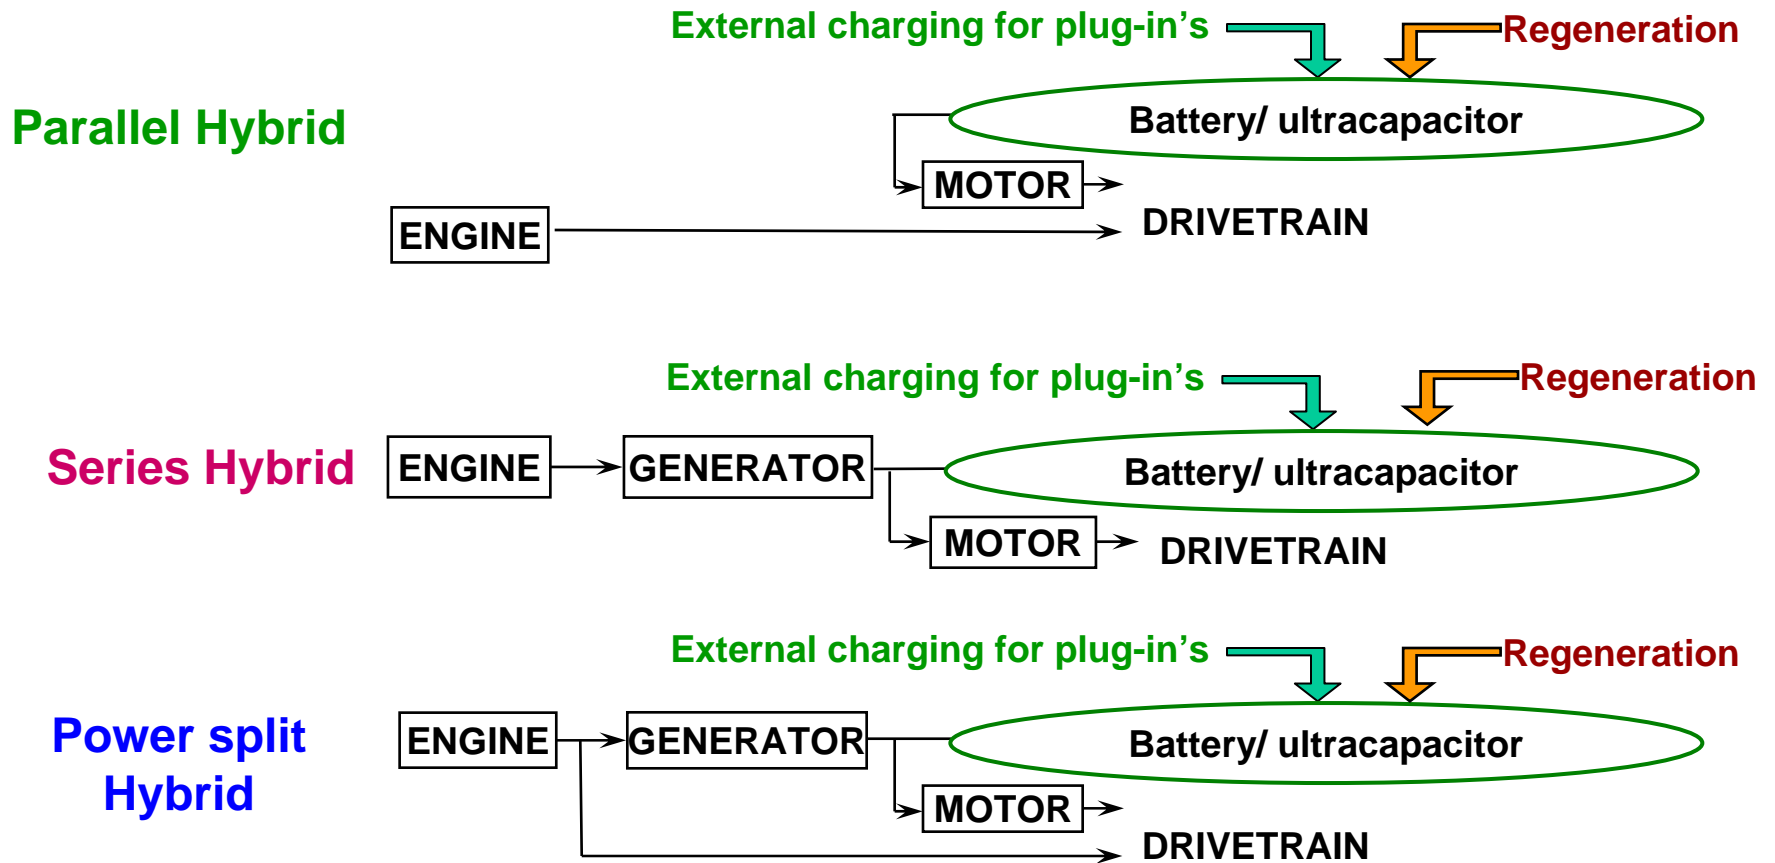 External charging for plug-in’s
Regeneration
Parallel Hybrid
Battery/ ultracapacitor
MOTOR
ENGINE
DRIVETRAIN
External charging for plug-in’s
Regeneration
Series Hybrid
ENGINE
GENERATOR
Battery/ ultracapacitor
MOTOR
DRIVETRAIN
External charging for plug-in’s
Regeneration
Power split
Hybrid
ENGINE
GENERATOR
Battery/ ultracapacitor
MOTOR
DRIVETRAIN